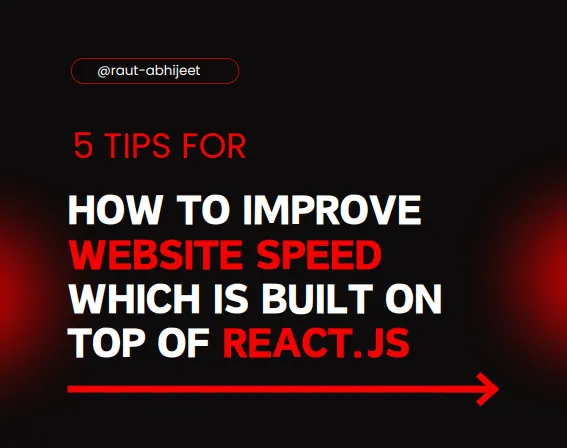 @raut-abhijeet
5 TIPS FOR
HOW TO IMPROVE
WEBSITE SPEED
WHICH IS BUILT ON
TOP OF REACT.JS